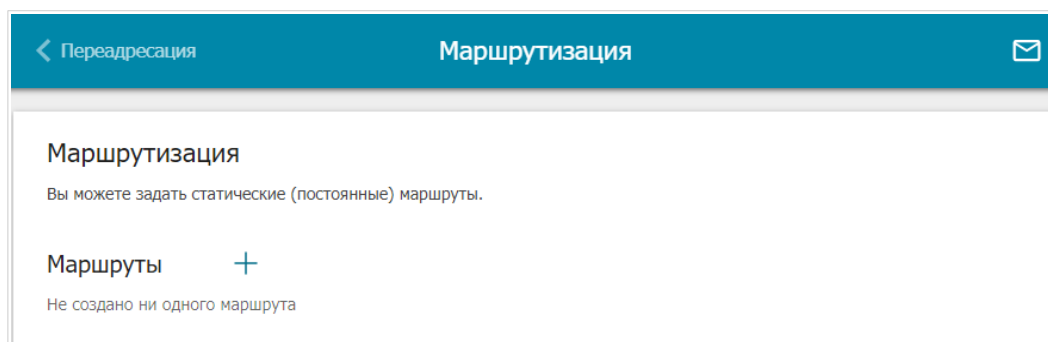 Переадресация
Маршрутизация
Маршрутизация
Вы можете задать статические (постоянные) маршруты.
Маршруты
Не создано ни одного маршрута